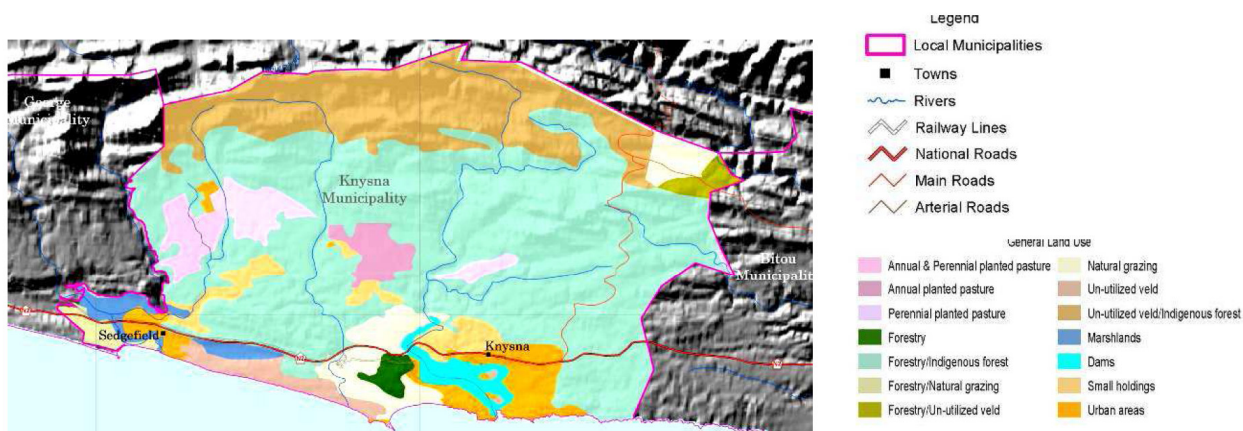 George
Municipality
Knysna
Municipality
Bitou
Municipality
Sedgefield
Knysna
Legend
Local Municipalities
Towns
Rivers
Railway Lines
National Roads
Main Roads
Arterial Roads
General Land Use
Annual & Perennial planted pasture
Annual planted pasture
Perennial planted pasture
Forestry
Forestry/Indigenous forest
Forestry/Natural grazing
Forestry/Un-utilized veld
Natural grazing
Un-utilized veld
Un-utilized veld/Indigenous forest
Marshlands
Dams
Small holdings
Urban areas